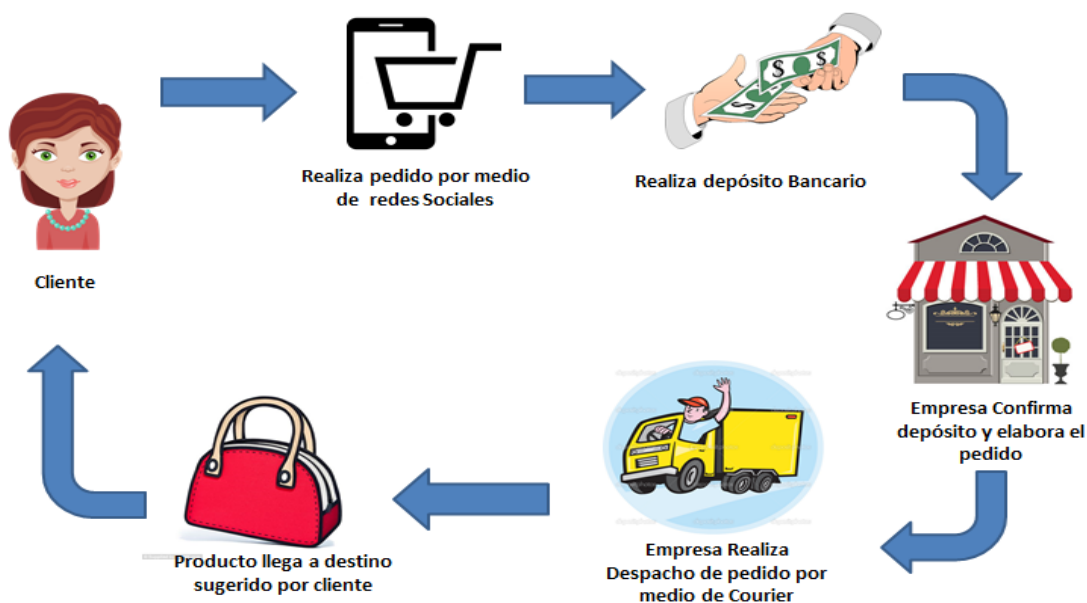 Realiza pedido por medio
de redes Sociales
Realiza depósito Bancario
Cliente
Empresa Confirma
depósito y elabora el
pedido
Empresa Realiza
Despacho de pedido por
medio de Courier
Producto llega a destino
sugerido por cliente